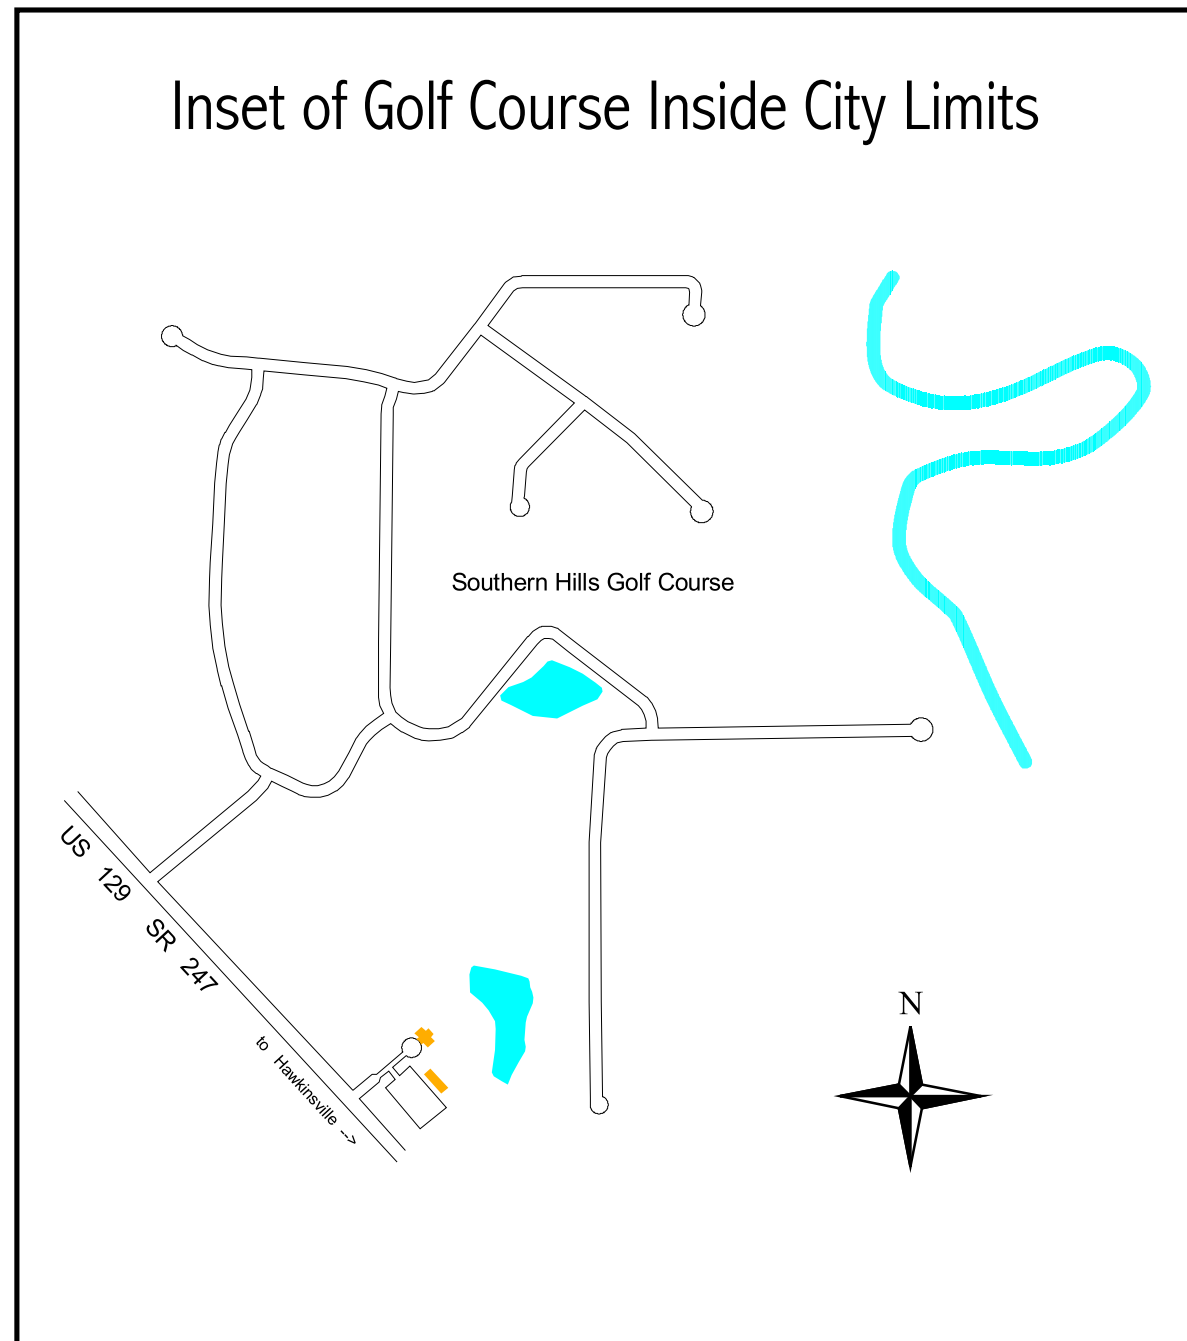 Inset of Golf Course Inside City Limits
Southern Hills Golf Course
US 129 SR 247
to Hawkinsville -->
N